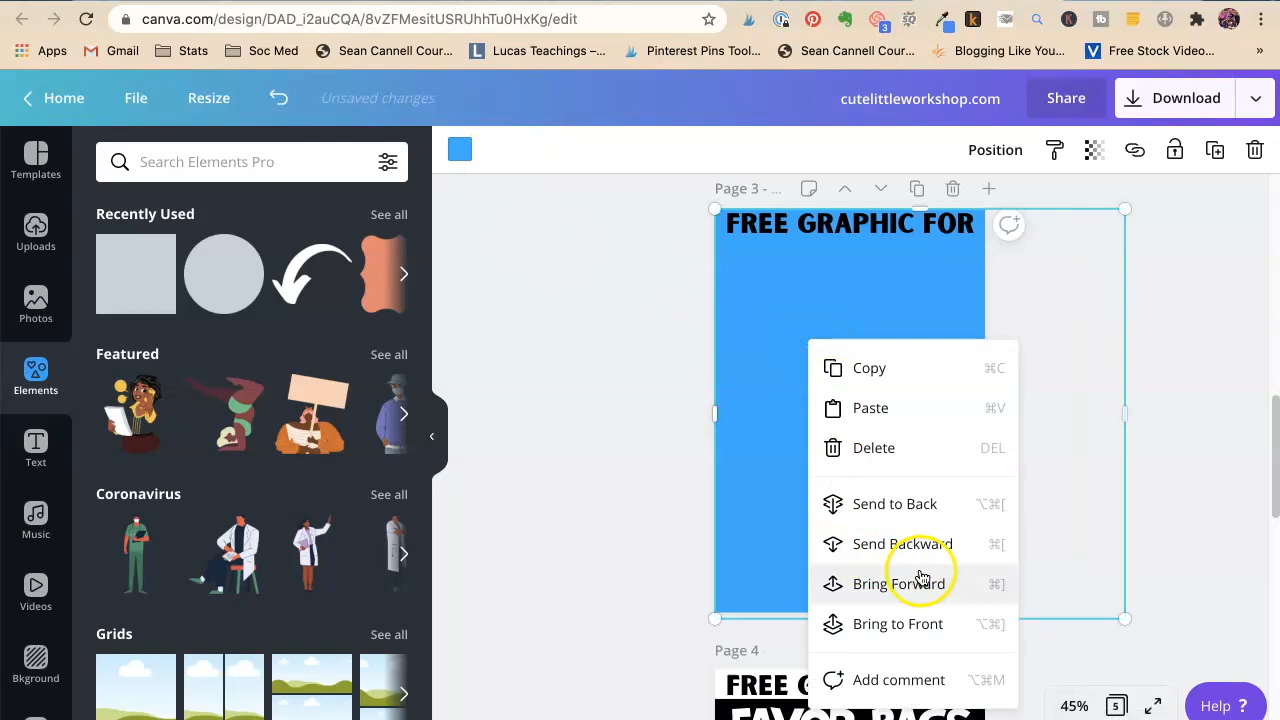 canva.com/design/DAD_i2auCQA/8vZFMesitUSRUhhTu0HxKg/edit
3
Apps
Gmail
Stats
Soc Med
Sean Cannell Cour...
Lucas Teachings –...
Pinterest Pins Tool...
Sean Cannell Cour...
Blogging Like You...
Free Stock Video...
»
Home
File
Resize
Unsaved changes
cutelittleworkshop.com
Share
Download
Templates
Uploads
Photos
Elements
Text
Music
Videos
Bkground
Search Elements Pro
Recently Used
See all
Featured
See all
Coronavirus
See all
Grids
See all
Position
Page 3 - ...
FREE GRAPHIC FOR
Copy ⌘C
Paste ⌘V
Delete DEL
Send to Back ⌥⌘[
Send Backward ⌘[
Bring Forward ⌘]
Bring to Front ⌥⌘]
Add comment ⌥⌘M
Page 4
FREE G
FAVOR BAGS
45%
5
Help ?